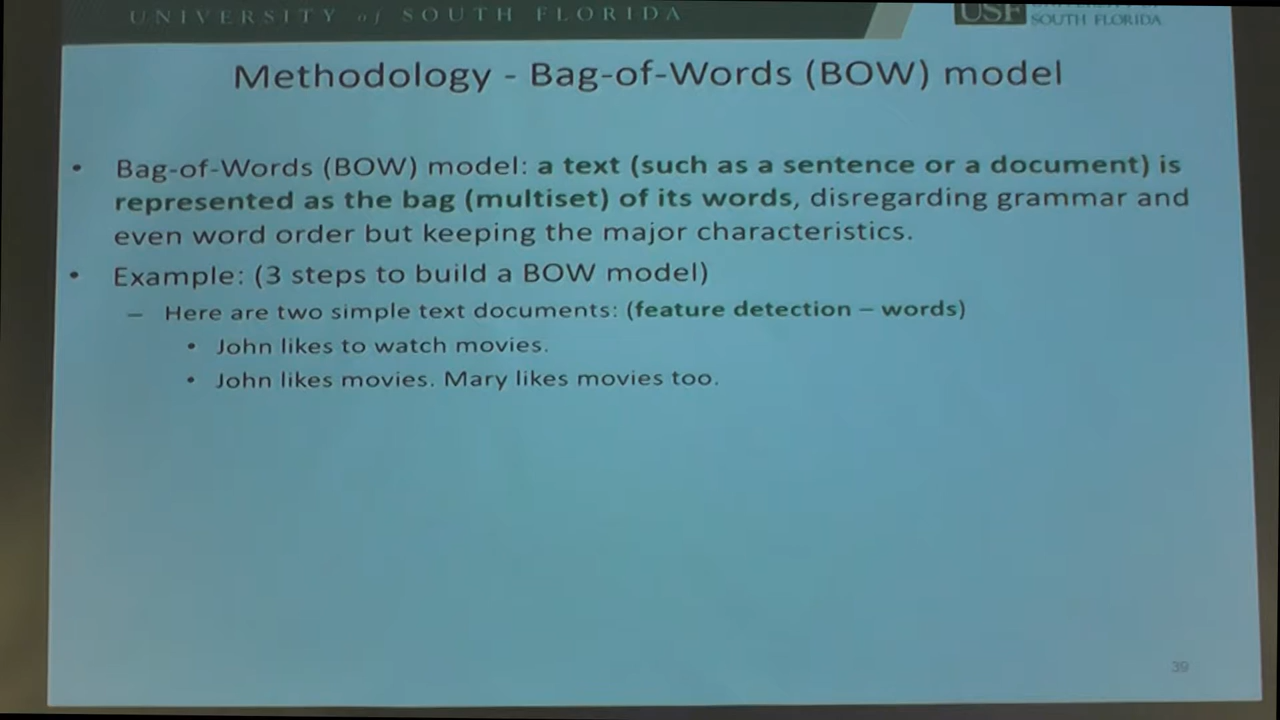 UNIVERSITY of SOUTH FLORIDA
USF
SOUTH FLORIDA
Methodology - Bag-of-Words (BOW) model
• Bag-of-Words (BOW) model: a text (such as a sentence or a document) is
represented as the bag (multiset) of its words, disregarding grammar and
even word order but keeping the major characteristics.
• Example: (3 steps to build a BOW model)
– Here are two simple text documents: (feature detection – words)
• John likes to watch movies.
• John likes movies. Mary likes movies too.
39